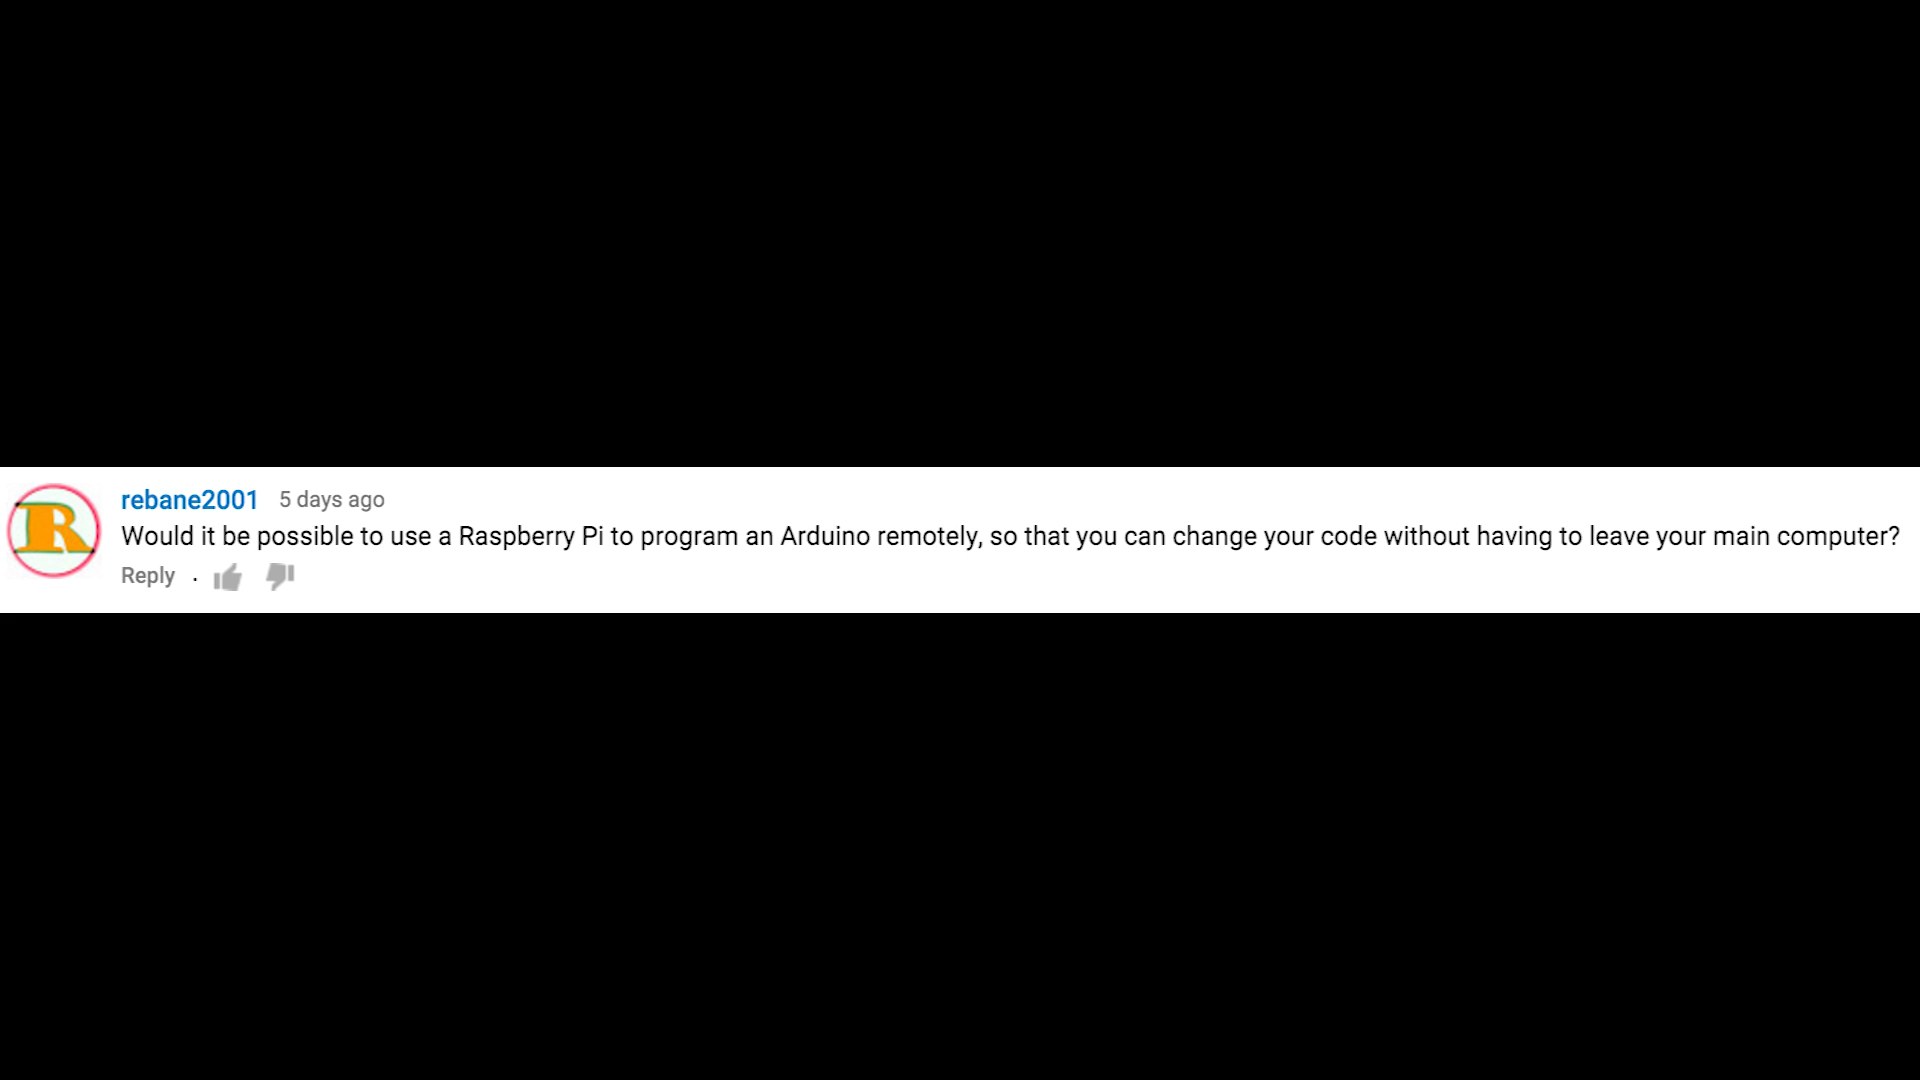 R
rebane2001 5 days ago
Would it be possible to use a Raspberry Pi to program an Arduino remotely, so that you can change your code without having to leave your main computer?
Reply .